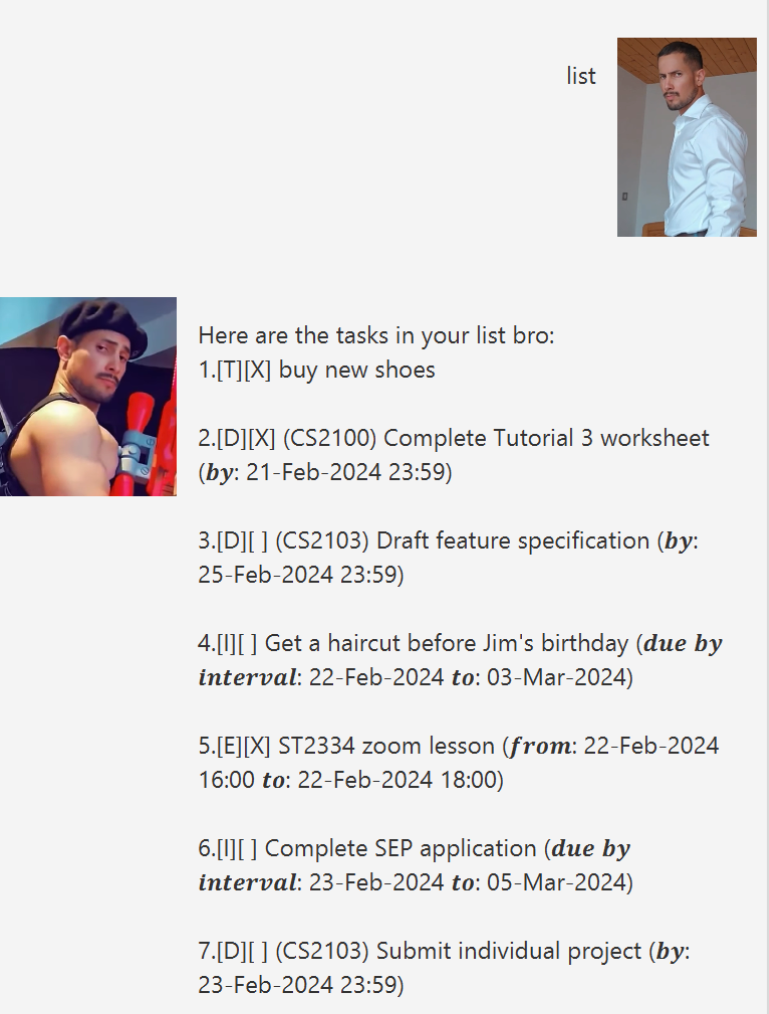 list
Here are the tasks in your list bro:
1.[T][X] buy new shoes
2.[D][X] (CS2100) Complete Tutorial 3 worksheet
(by: 21-Feb-2024 23:59)
3.[D][ ] (CS2103) Draft feature specification (by:
25-Feb-2024 23:59)
4.[I][ ] Get a haircut before Jim's birthday (due by
interval: 22-Feb-2024 to: 03-Mar-2024)
5.[E][X] ST2334 zoom lesson (from: 22-Feb-2024
16:00 to: 22-Feb-2024 18:00)
6.[I][ ] Complete SEP application (due by
interval: 23-Feb-2024 to: 05-Mar-2024)
7.[D][ ] (CS2103) Submit individual project (by:
23-Feb-2024 23:59)